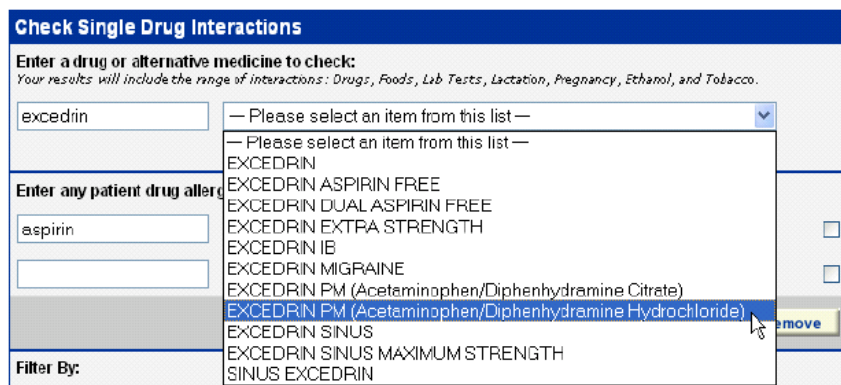 Check Single Drug Interactions
Enter a drug or alternative medicine to check:
Your results will include the range of interactions: Drugs, Foods, Lab Tests, Lactation, Pregnancy, Ethanol, and Tobacco.
excedrin
— Please select an item from this list —
— Please select an item from this list —
EXCEDRIN
EXCEDRIN ASPIRIN FREE
Enter any patient drug allerg
EXCEDRIN DUAL ASPIRIN FREE
aspirin
EXCEDRIN EXTRA STRENGTH
EXCEDRIN IB
EXCEDRIN MIGRAINE
EXCEDRIN PM (Acetaminophen/Diphenhydramine Citrate)
EXCEDRIN PM (Acetaminophen/Diphenhydramine Hydrochloride)
emove
EXCEDRIN SINUS
EXCEDRIN SINUS MAXIMUM STRENGTH
Filter By:
SINUS EXCEDRIN